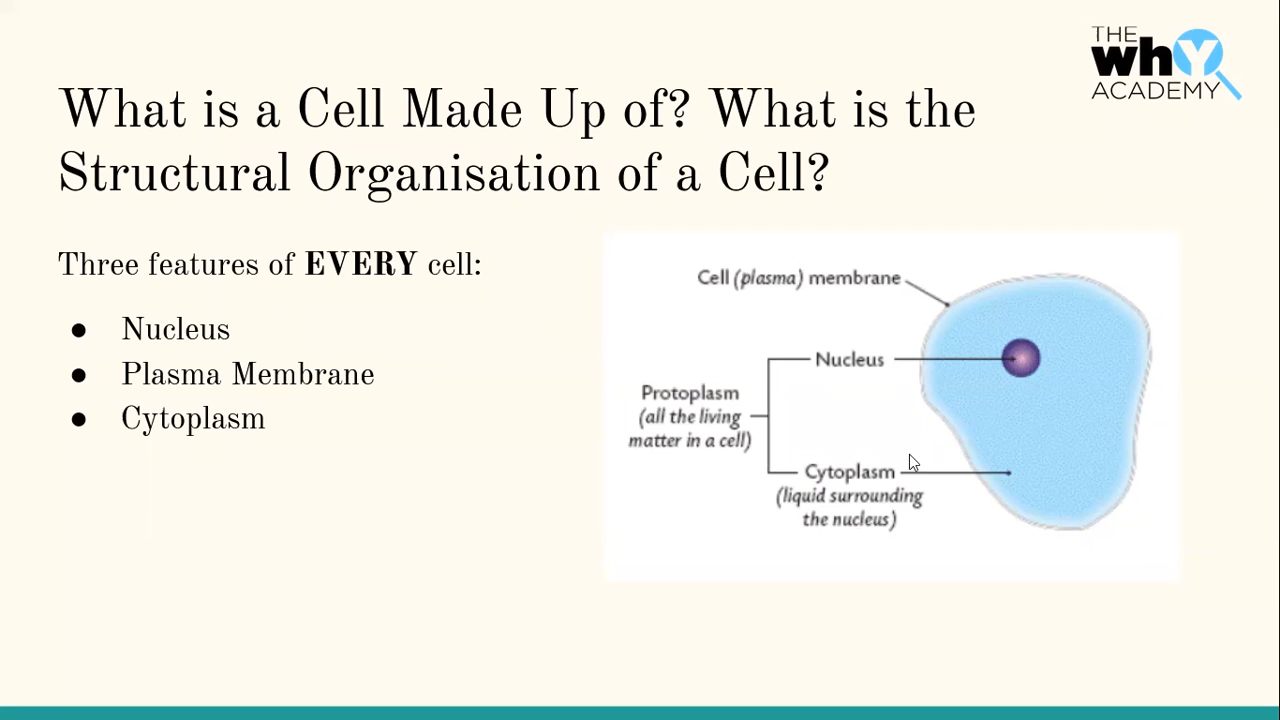 THE
whY
ACADEMY
What is a Cell Made Up of? What is the
Structural Organisation of a Cell?
Three features of EVERY cell:
● Nucleus
● Plasma Membrane
● Cytoplasm
Cell (plasma) membrane
Nucleus
Protoplasm
(all the living
matter in a cell)
Cytoplasm
(liquid surrounding
the nucleus)